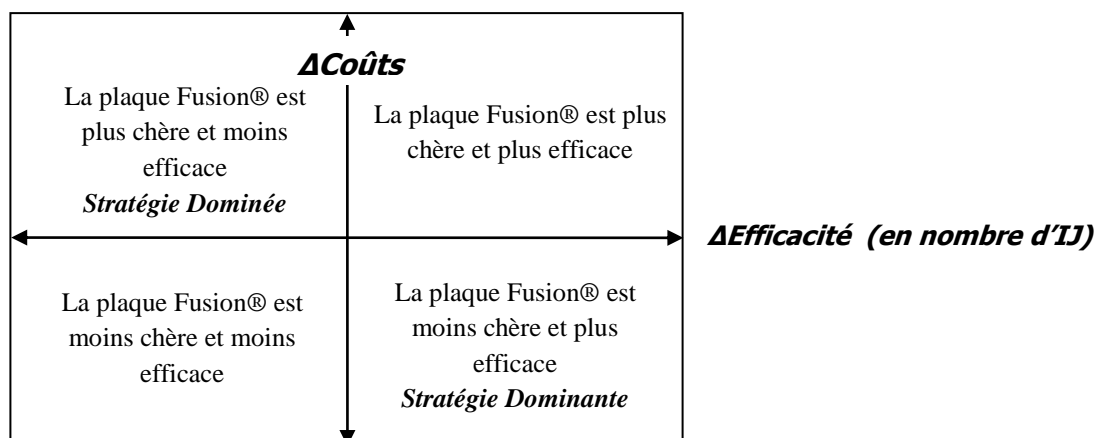 ΔCoûts
La plaque Fusion® est
plus chère et moins
efficace
Stratégie Dominée
La plaque Fusion® est plus
chère et plus efficace
ΔEfficacité (en nombre d'IJ)
La plaque Fusion® est
moins chère et moins
efficace
La plaque Fusion® est
moins chère et plus
efficace
Stratégie Dominante